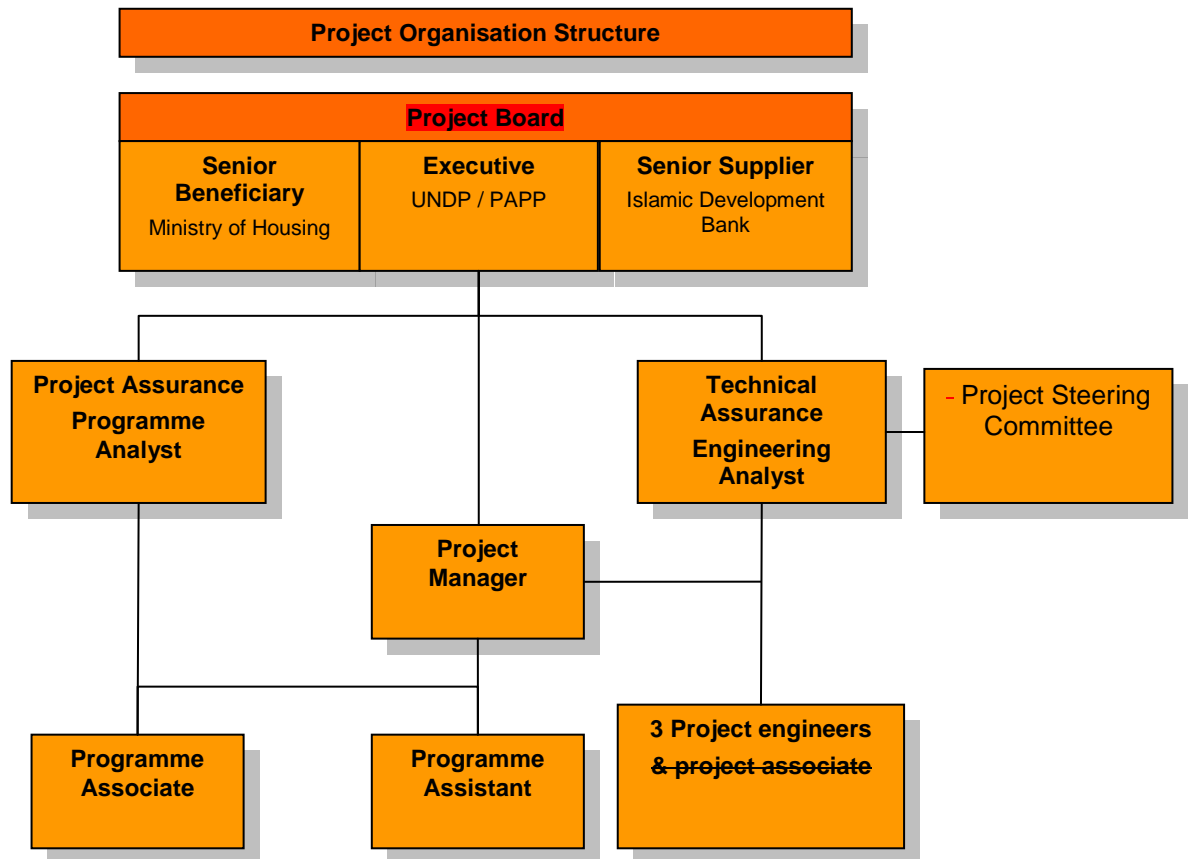 Project Organisation Structure
Project Board
Senior
Beneficiary
Ministry of Housing
Executive
UNDP / PAPP
Senior Supplier
Islamic Development
Bank
Project Assurance
Programme
Analyst
Technical
Assurance
Engineering
Analyst
- Project Steering
Committee
Project
Manager
Programme
Associate
Programme
Assistant
3 Project engineers
& project associate